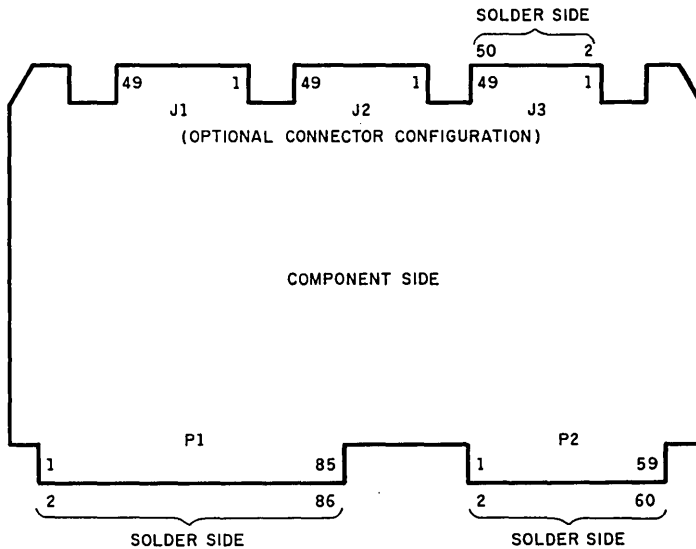 SOLDER SIDE
50 2
49 1 49 1 49 1
J1 J2 J3
(OPTIONAL CONNECTOR CONFIGURATION)
COMPONENT SIDE
P1 P2
1 85 1 59
2 86 2 60
SOLDER SIDE SOLDER SIDE